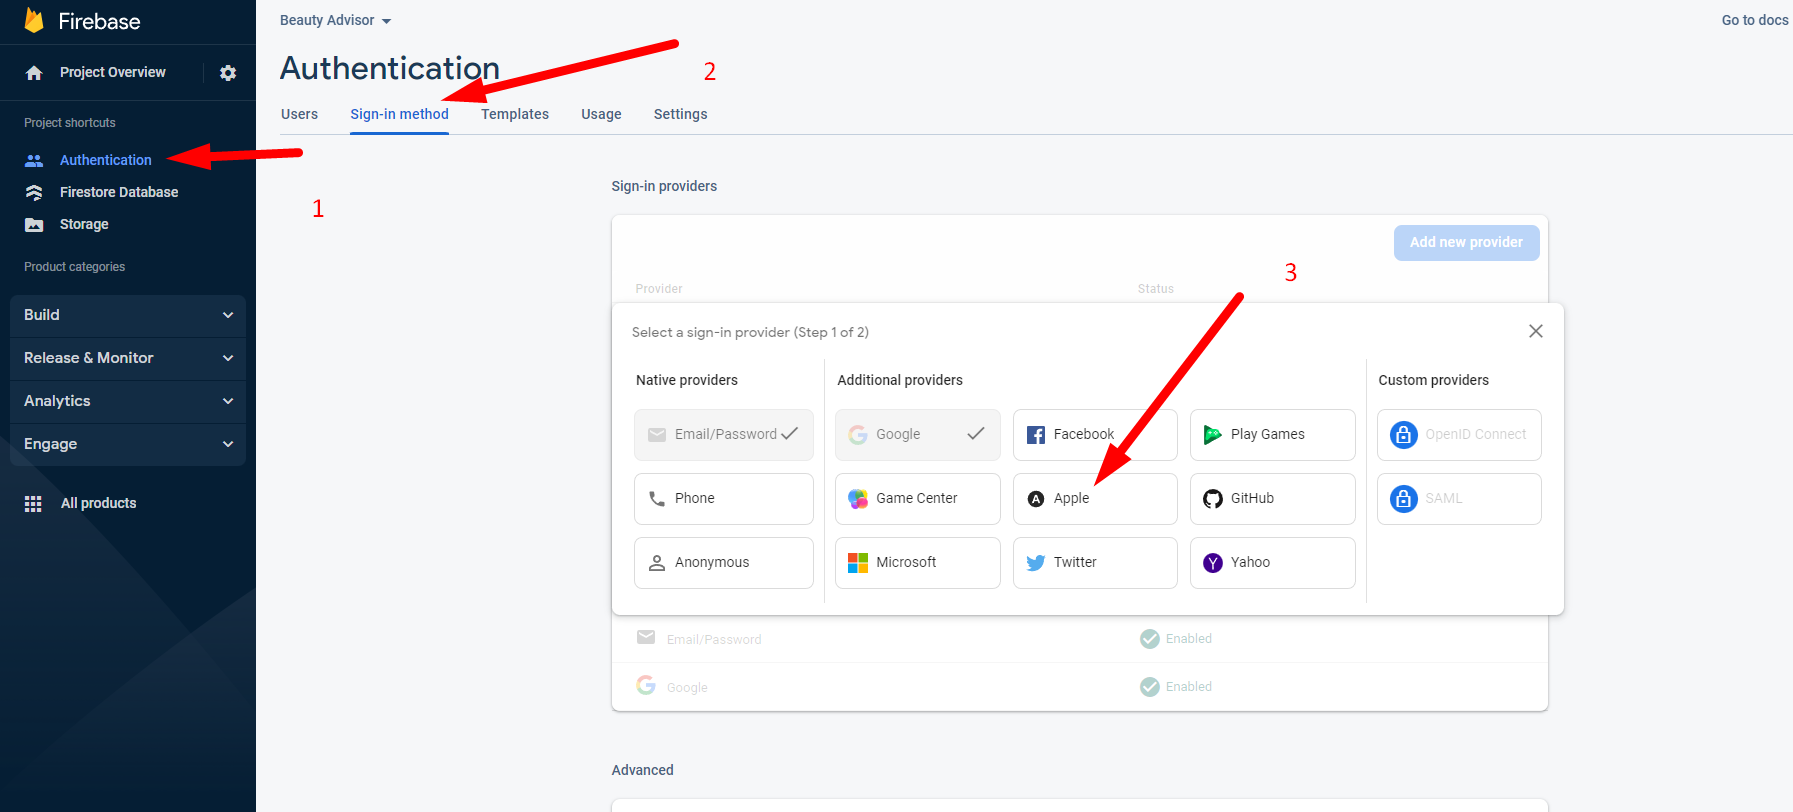 Firebase
Project Overview
Project shortcuts
Authentication
Firestore Database
Storage
Product categories
Build
Release & Monitor
Analytics
Engage
All products
Beauty Advisor
Go to docs
Authentication
Users Sign-in method Templates Usage Settings
1
2
3
Sign-in providers
Add new provider
Provider Status
Select a sign-in provider (Step 1 of 2)
Native providers
Email/Password
Phone
Anonymous
Additional providers
Google Facebook Play Games
Game Center Apple GitHub
Microsoft Twitter Yahoo
Custom providers
OpenID Connect
SAML
Email/Password Enabled
Google Enabled
Advanced